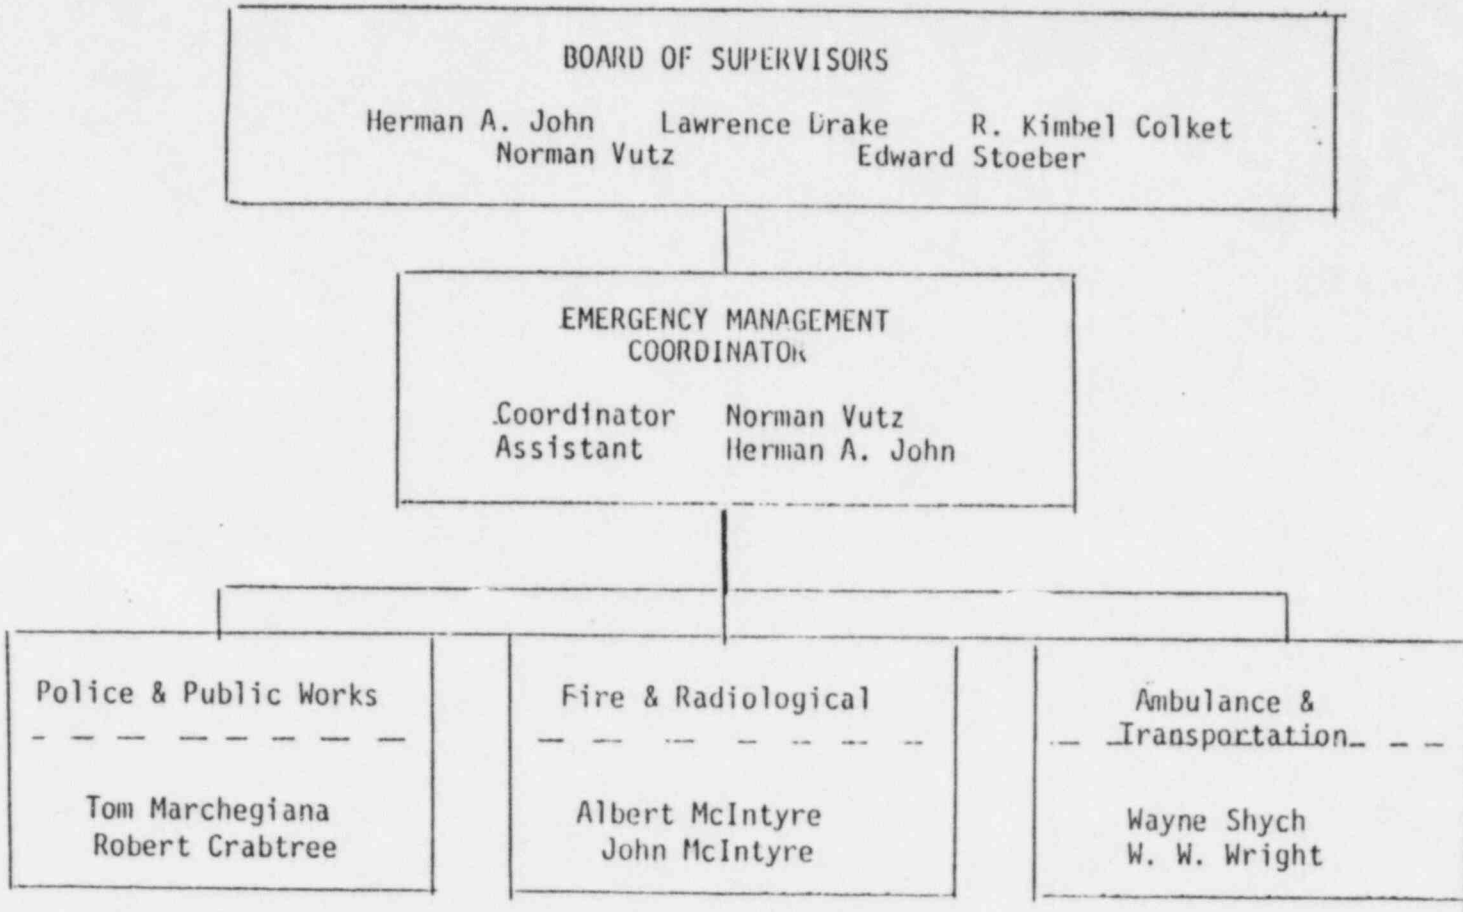 BOARD OF SUPERVISORS
Herman A. John Lawrence Drake R. Kimbel Colket
Norman Vutz Edward Stoeber
EMERGENCY MANAGEMENT
COORDINATOR
Coordinator Norman Vutz
Assistant Herman A. John
Police & Public Works
Tom Marchegiana
Robert Crabtree
Fire & Radiological
Albert McIntyre
John McIntyre
Ambulance &
Transportation
Wayne Shych
W. W. Wright